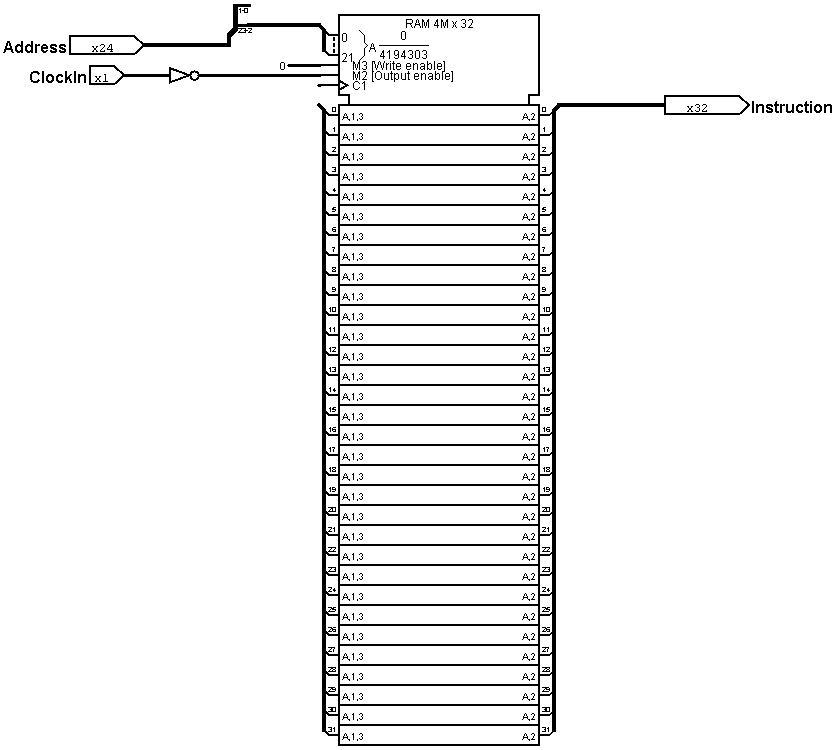 1-0
23-2
RAM 4M x 32
Address x24
0
21
A
0
4194303
0
M3 [Write enable]
ClockIn x1
M2 [Output enable]
C1
x32 Instruction
0 A,1,3 A,2 0
1 A,1,3 A,2 1
2 A,1,3 A,2 2
3 A,1,3 A,2 3
4 A,1,3 A,2 4
5 A,1,3 A,2 5
6 A,1,3 A,2 6
7 A,1,3 A,2 7
8 A,1,3 A,2 8
9 A,1,3 A,2 9
10 A,1,3 A,2 10
11 A,1,3 A,2 11
12 A,1,3 A,2 12
13 A,1,3 A,2 13
14 A,1,3 A,2 14
15 A,1,3 A,2 15
16 A,1,3 A,2 16
17 A,1,3 A,2 17
18 A,1,3 A,2 18
19 A,1,3 A,2 19
20 A,1,3 A,2 20
21 A,1,3 A,2 21
22 A,1,3 A,2 22
23 A,1,3 A,2 23
24 A,1,3 A,2 24
25 A,1,3 A,2 25
26 A,1,3 A,2 26
27 A,1,3 A,2 27
28 A,1,3 A,2 28
29 A,1,3 A,2 29
30 A,1,3 A,2 30
31 A,1,3 A,2 31